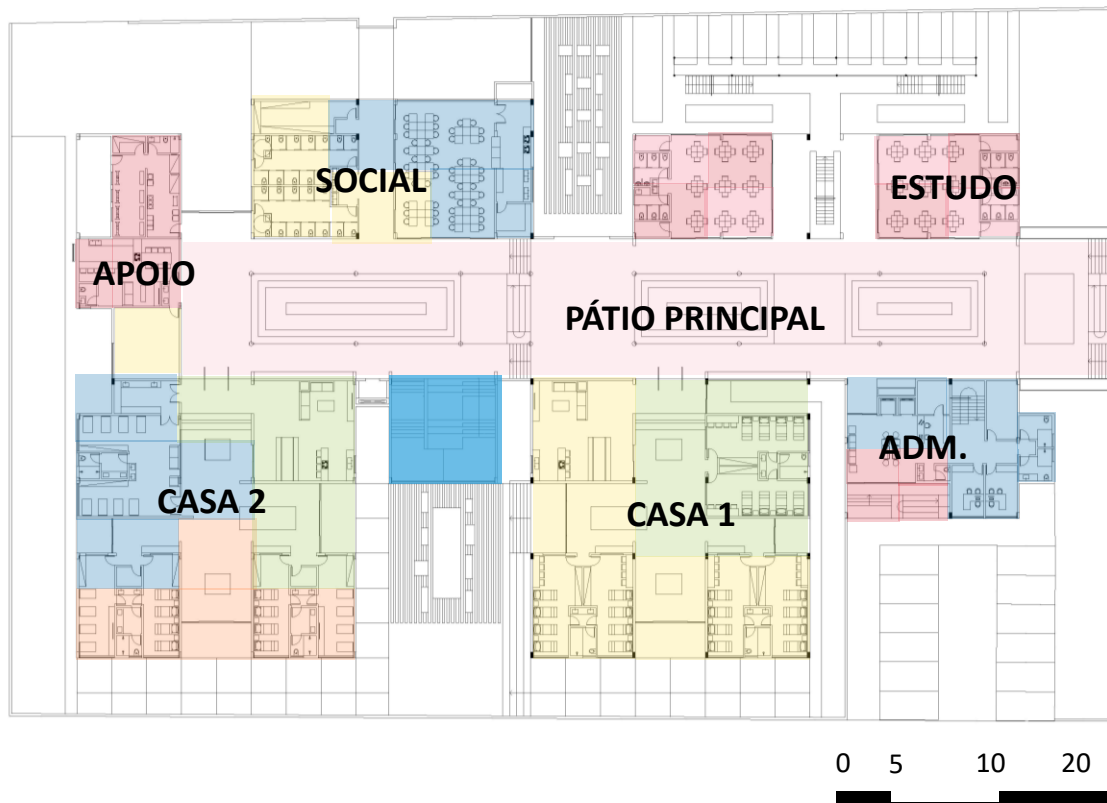 SOCIAL
ESTUDO
APOIO
PÁTIO PRINCIPAL
ADM.
CASA 2
CASA 1
0 5 10 20